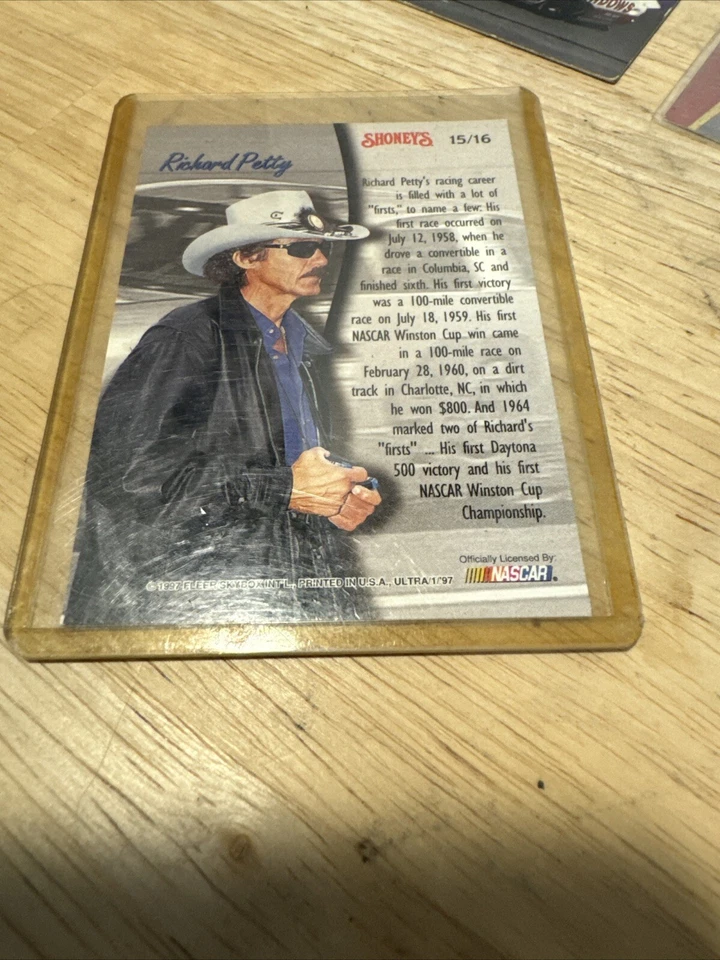 DOWS
Richard Petty
SHONEY'S 15/16
Richard Petty's racing career
is filled with a lot of
"firsts," to name a few: His
first race occurred on
July 12, 1958, when he
drove a convertible in a
race in Columbia, SC and
finished sixth. His first victory
was a 100-mile convertible
race on July 18, 1959. His first
NASCAR Winston Cup win came
in a 100-mile race on
February 28, 1960, on a dirt
track in Charlotte, NC, in which
he won $800. And 1964
marked two of Richard's
"firsts" ... His first Daytona
500 victory and his first
NASCAR Winston Cup
Championship.
Officially Licensed By:
NASCAR
© 1997 FLEER/SKYBOX INT'L., PRINTED IN U.S.A., ULTRA/1/'97